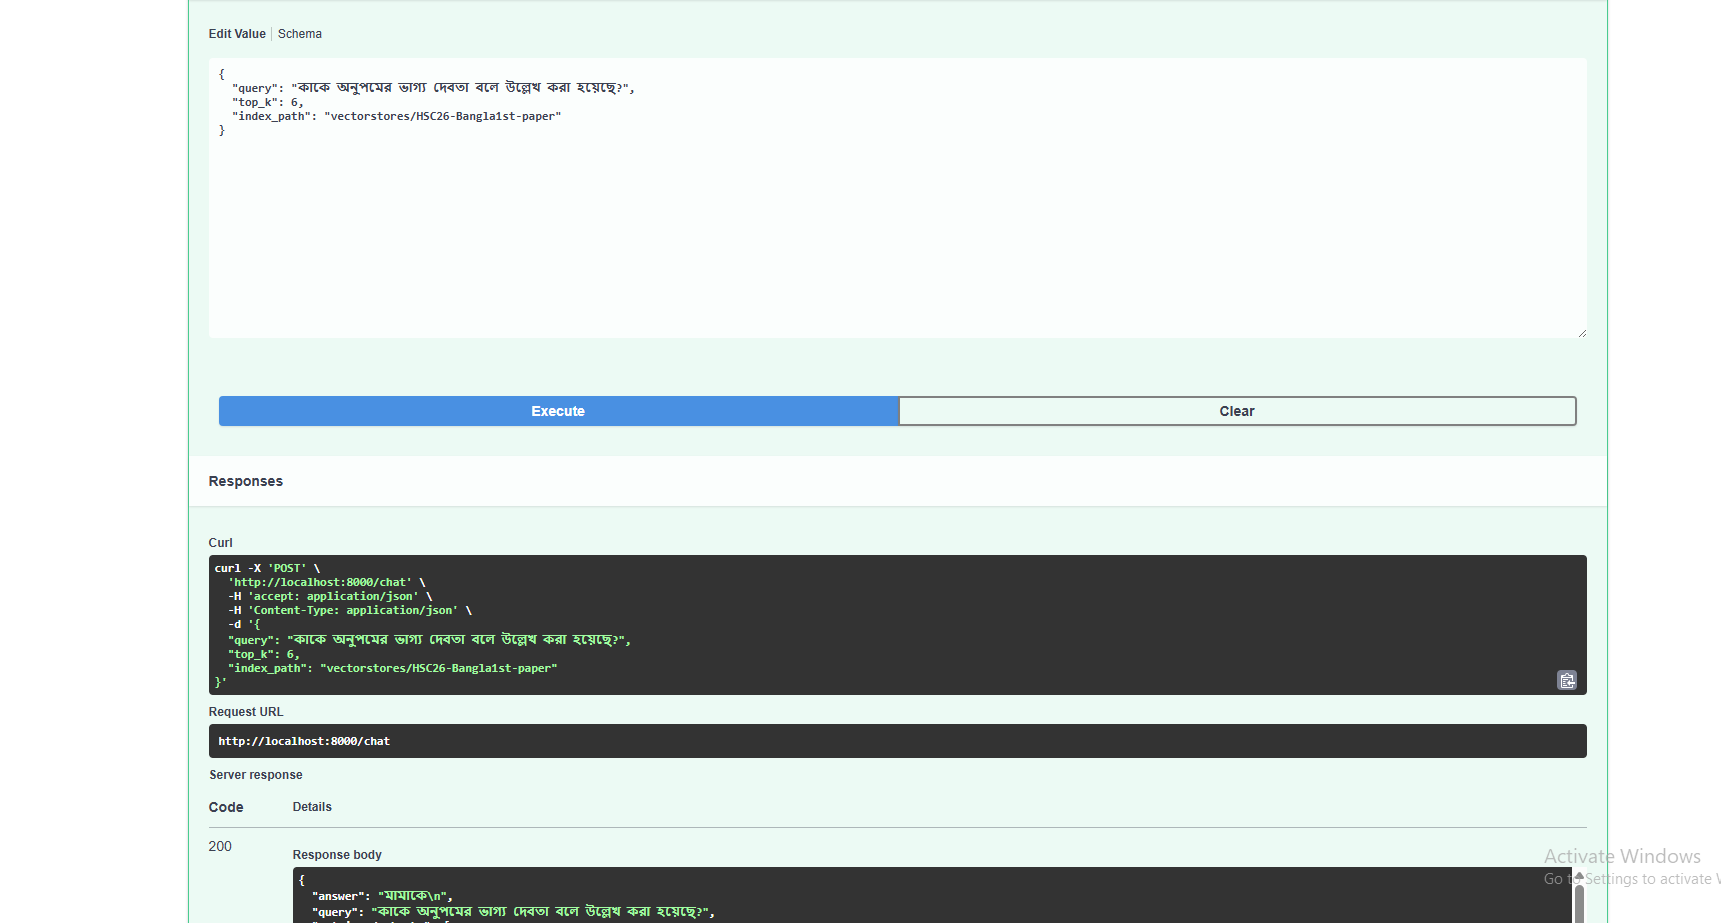 Edit Value | Schema
{
"query": "কাকে অনুপমের ভাগ্য দেবতা বলে উল্লেখ করা হয়েছে?",
"top_k": 6,
"index_path": "vectorstores/HSC26-Bangla1st-paper"
}
Execute
Clear
Responses
Curl
curl -X 'POST' \
'http://localhost:8000/chat' \
-H 'accept: application/json' \
-H 'Content-Type: application/json' \
-d '{
"query": "কাকে অনুপমের ভাগ্য দেবতা বলে উল্লেখ করা হয়েছে?",
"top_k": 6,
"index_path": "vectorstores/HSC26-Bangla1st-paper"
}'
Request URL
http://localhost:8000/chat
Server response
Code Details
200
Response body
{
"answer": "মামাকে\n",
"query": "কাকে অনুপমের ভাগ্য দেবতা বলে উল্লেখ করা হয়েছে?",
Activate Windows
Go to Settings to activate